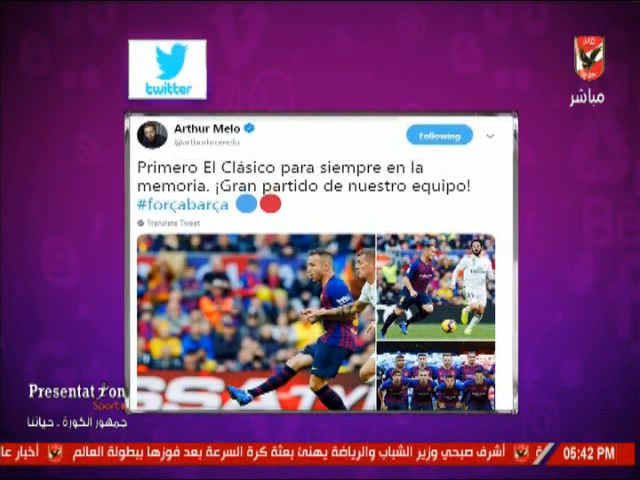 twitter
مباشر
Arthur Melo
@arthurhromelo
Following
Primero El Clásico para siempre en la
memoria. ¡Gran partido de nuestro equipo!
#forçabarça
Translate Tweet
Presentation
Sports
جمهور الكورة - حياتنا
أشرف صبحي وزير الشباب والرياضة يهنئ بعثة كرة السرعة بعد فوزها ببطولة العالم
أخبار عا
05:42 PM